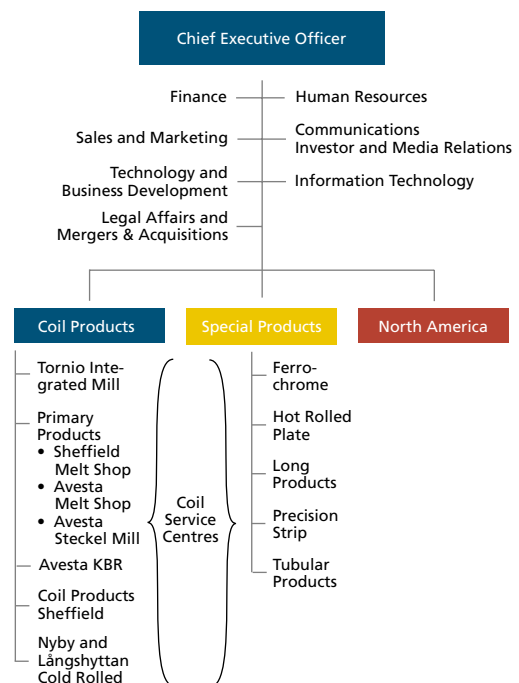 Chief Executive Officer
Finance
Human Resources
Sales and Marketing
Communications
Investor and Media Relations
Technology and
Business Development
Information Technology
Legal Affairs and
Mergers & Acquisitions
Coil Products
Special Products
North America
Tornio Inte-
grated Mill
Primary
Products
• Sheffield
Melt Shop
• Avesta
Melt Shop
• Avesta
Steckel Mill
Avesta KBR
Coil Products
Sheffield
Nyby and
Långshyttan
Cold Rolled
Coil
Service
Centres
Ferro-
chrome
Hot Rolled
Plate
Long
Products
Precision
Strip
Tubular
Products